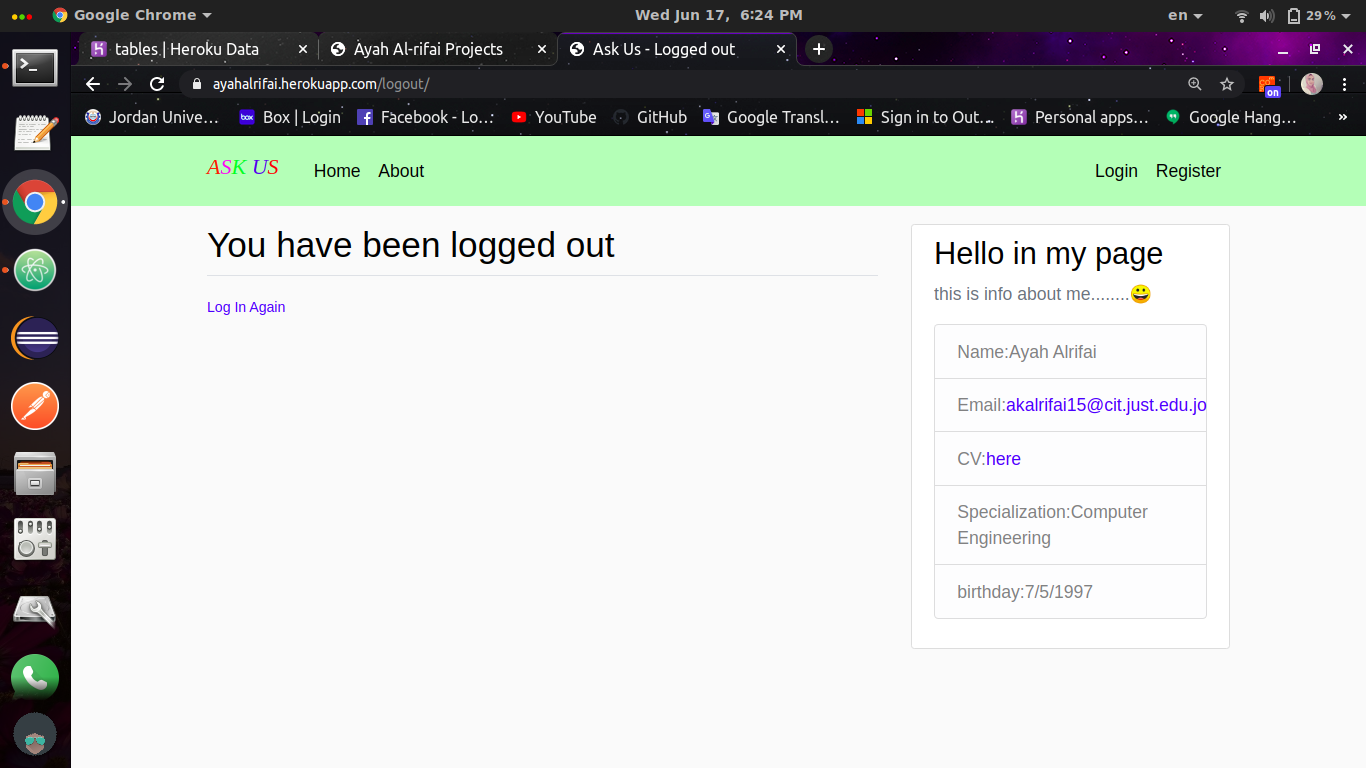 Google Chrome
Wed Jun 17, 6:24 PM
en
29%
tables | Heroku Data
Ayah Al-rifai Projects
Ask Us - Logged out
ayahalrifai.herokuapp.com/logout/
on
Jordan Unive...
box
Box | Login
Facebook - Lo...
YouTube
GitHub
Google Transl...
Sign in to Out...
Personal apps...
Google Hang...
»
ASK US
Home
About
Login
Register
You have been logged out
Log In Again
Hello in my page
this is info about me........😀
Name:Ayah Alrifai
Email:akalrifai15@cit.just.edu.jo
CV:here
Specialization:Computer
Engineering
birthday:7/5/1997